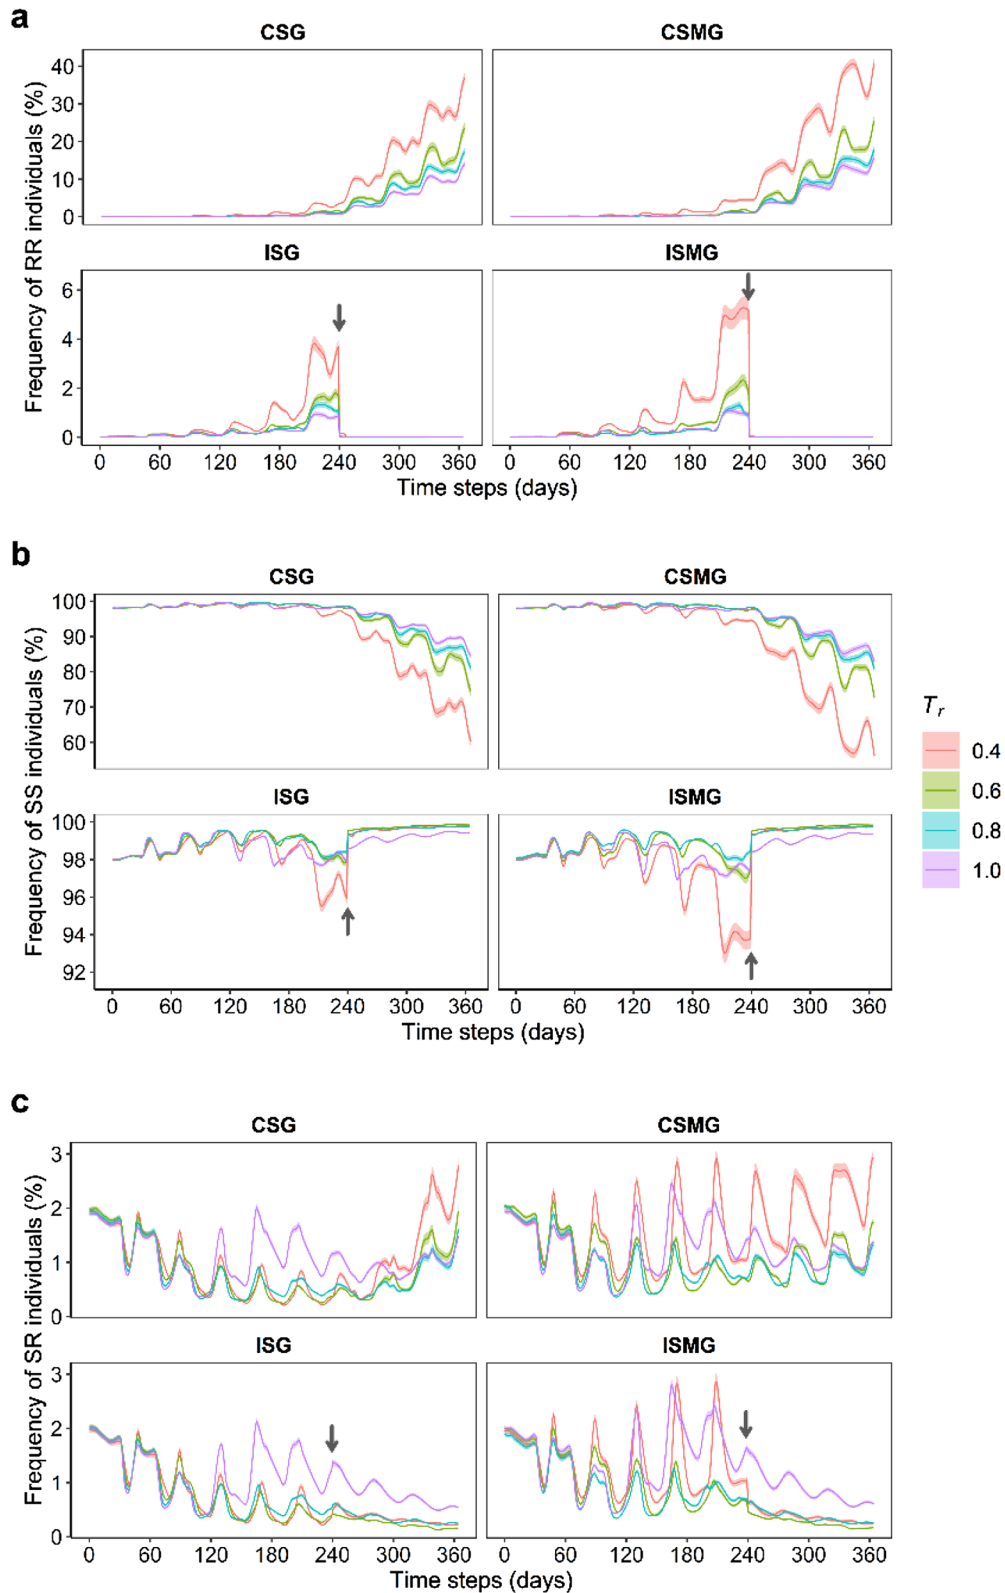 a
CSG
CSMG
40
30
20
10
0
ISG
ISMG
6
4
2
0
Frequency of RR individuals (%)
0 60 120 180 240 300 360
0 60 120 180 240 300 360
Time steps (days)
b
CSG
CSMG
100
90
80
70
60
ISG
ISMG
100
98
96
94
92
Frequency of SS individuals (%)
0 60 120 180 240 300 360
0 60 120 180 240 300 360
Time steps (days)
Tr
0.4
0.6
0.8
1.0
c
CSG
CSMG
3
2
1
0
ISG
ISMG
3
2
1
0
Frequency of SR individuals (%)
0 60 120 180 240 300 360
0 60 120 180 240 300 360
Time steps (days)